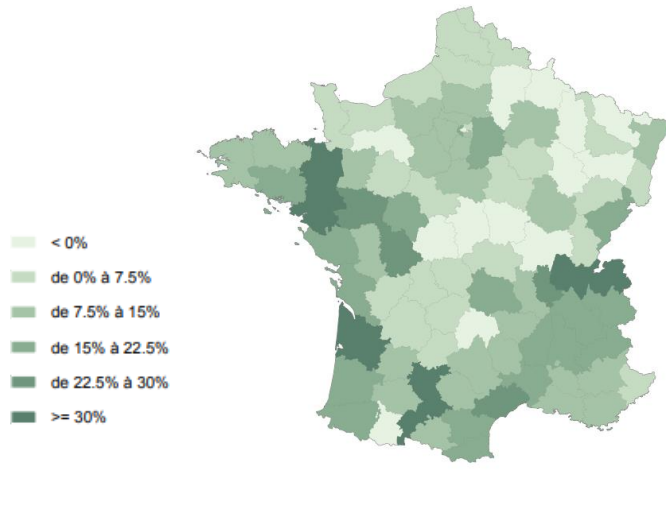 < 0%
de 0% à 7.5%
de 7.5% à 15%
de 15% à 22.5%
de 22.5% à 30%
>= 30%